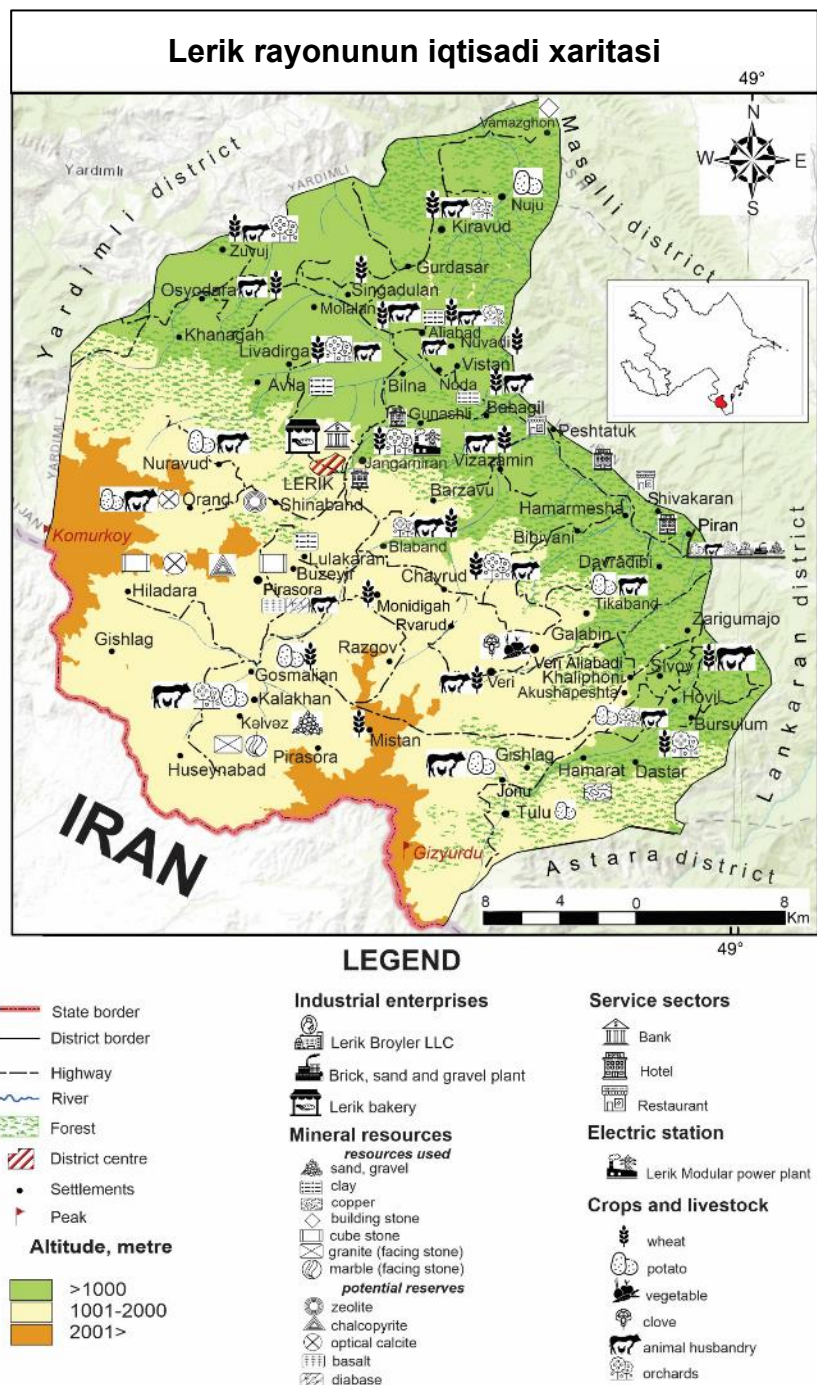 Lerik rayonunun iqtisadi xaritasi
49°
Vamazghon
Masalli district
Yardimli
YARDIMLI
N
W E
S
Yardimli district
Nuju
Kiravud
Zuvuj
Gurdasar
Osyodara
Singadulan
Molalan
Khanagah
Aliabad
Nuvadi
Livadirga
Vistan
Avila
Bilna
Noda
Gunashli
Bobagil
Peshtatuk
YARDIMLI
Nuravud
LERIK
Jangamiran
Vizazamin
Orand
Shinaband
Barzavu
Hamarmesha
Shivakaran
Komurkoy
Bibiyani
Piran
Blaband
Lulakaran
Buzeyir
Chayrud
Davradibi
Hiladara
Pirasora
Monidigah
Tikaband
Rvarud
Zarigumajo
Gishlag
Razgov
Galabin
Gosmalian
Veri
Veri Aliabadi
Khaliphoni
Sivov
Kalakhan
Akushapeshta
Hovil
Kəlvəz
Bursulum
Mistan
Huseynabad
Pirasora
Gishlag
Hamarat
Dastar
Jonu
Tulu
Lankaran district
IRAN
Gizyurdu
Astara district
8 4 0 8
Km
49°
LEGEND
State border
District border
Highway
River
Forest
District centre
Settlements
Peak
Altitude, metre
>1000
1001-2000
2001>
Industrial enterprises
Lerik Broyler LLC
Brick, sand and gravel plant
Lerik bakery
Mineral resources
resources used
sand, gravel
clay
copper
building stone
cube stone
granite (facing stone)
marble (facing stone)
potential reserves
zeolite
chalcopyrite
optical calcite
basalt
diabase
Service sectors
Bank
Hotel
Restaurant
Electric station
Lerik Modular power plant
Crops and livestock
wheat
potato
vegetable
clove
animal husbandry
orchards